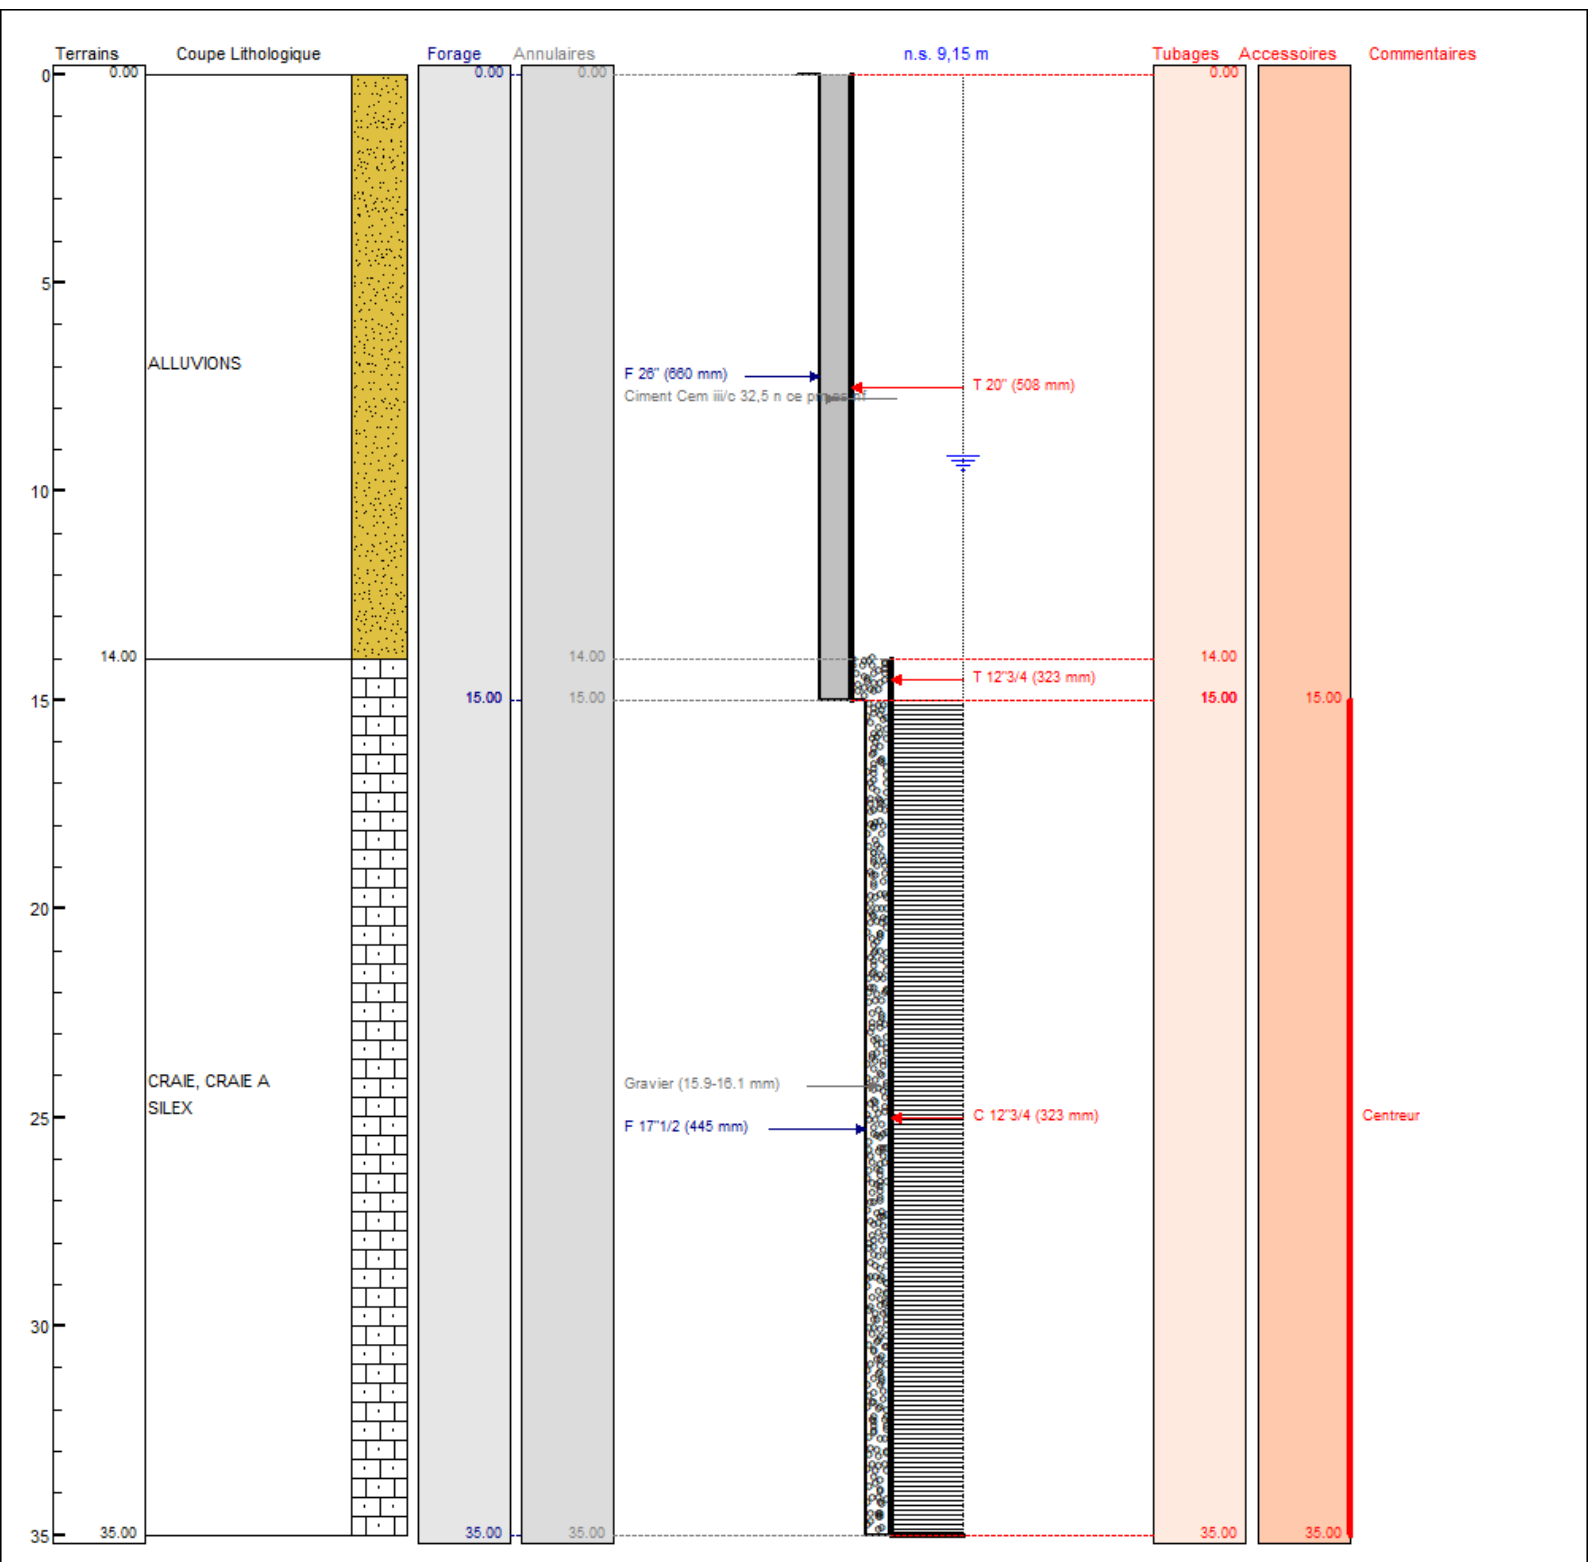 Terrains Coupe Lithologique Forage Annulaires n.s. 9,15 m Tubages Accessoires Commentaires
0 0.00 0.00 0.00 0.00
5
ALLUVIONS
F 26" (660 mm)
T 20" (508 mm)
Ciment Cem iii/c 32,5 n ce
10
14.00 14.00 14.00
T 12"3/4 (323 mm)
15 15.00 15.00 15.00 15.00
20
CRAIE, CRAIE A
SILEX
Gravier (15.9-16.1 mm)
25
C 12"3/4 (323 mm)
Centreur
F 17"1/2 (445 mm)
30
35 35.00 35.00 35.00 35.00 35.00